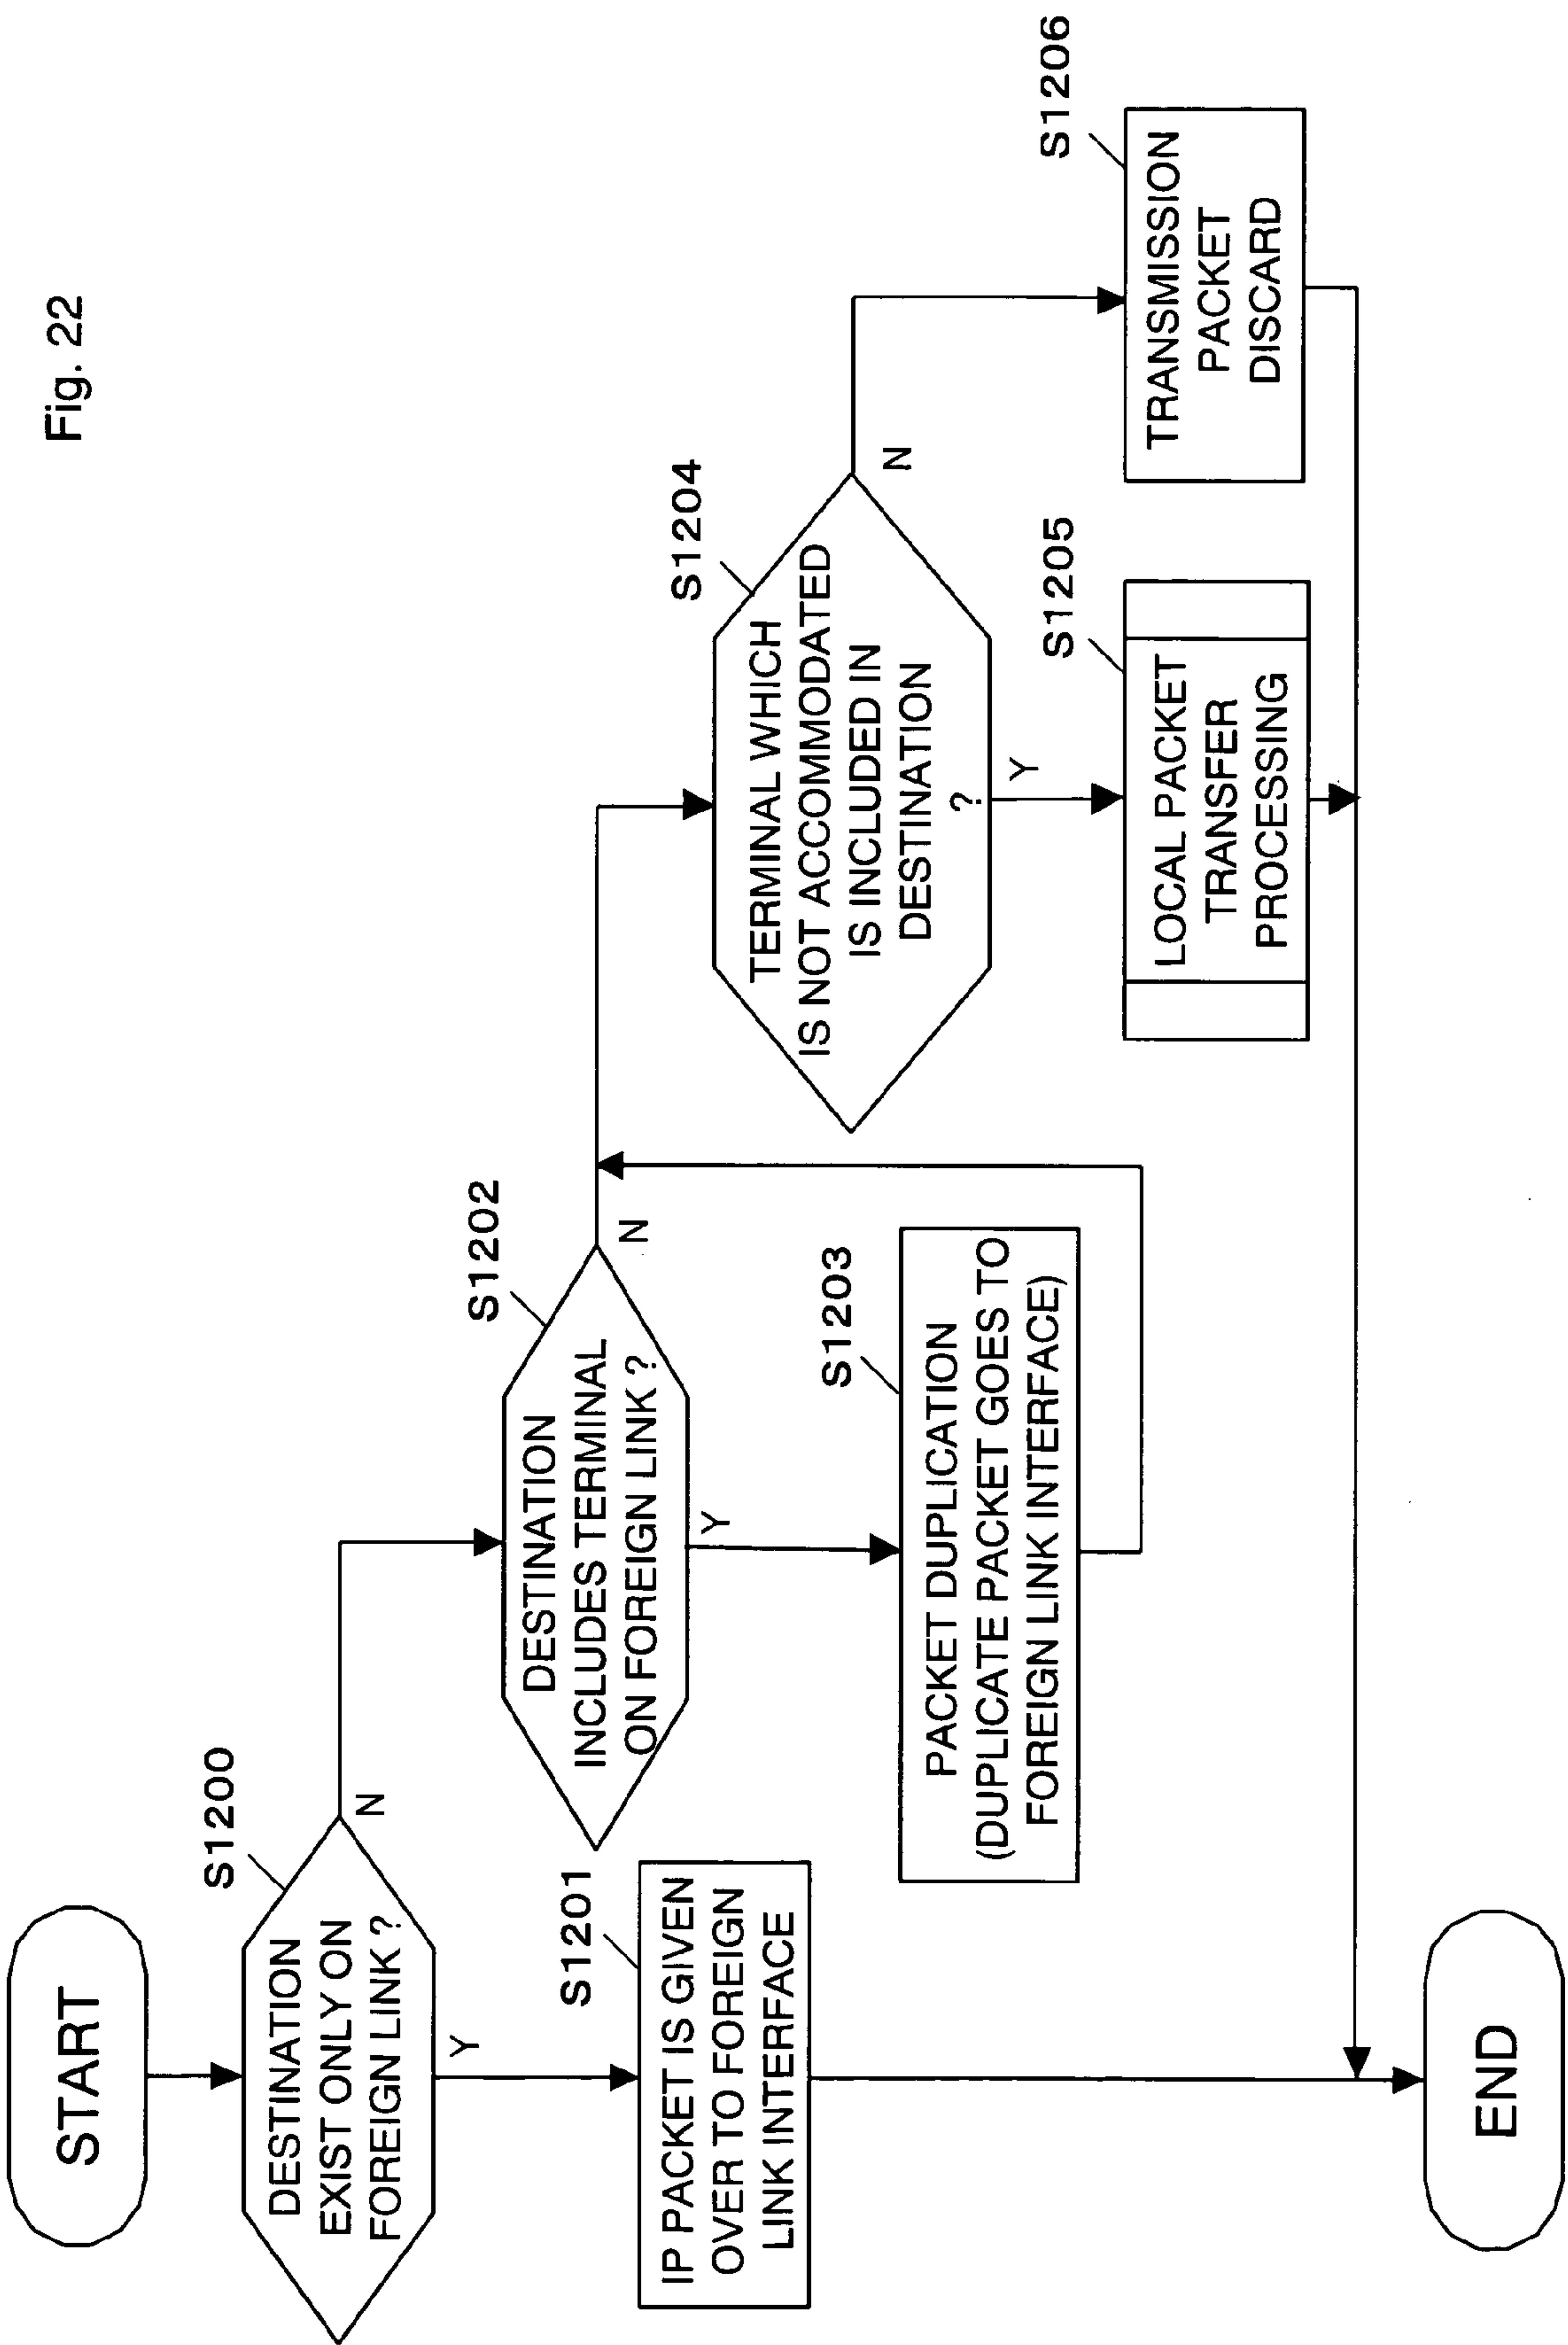 Fig. 22
START
S1200
DESTINATION
EXIST ONLY ON
FOREIGN LINK ?
N
Y
S1201
IP PACKET IS GIVEN
OVER TO FOREIGN
LINK INTERFACE
S1202
DESTINATION
INCLUDES TERMINAL
ON FOREIGN LINK ?
N
Y
S1203
PACKET DUPLICATION
(DUPLICATE PACKET GOES TO
FOREIGN LINK INTERFACE)
S1204
TERMINAL WHICH
IS NOT ACCOMMODATED
IS INCLUDED IN
DESTINATION
?
N
Y
S1205
LOCAL PACKET
TRANSFER
PROCESSING
S1206
TRANSMISSION
PACKET
DISCARD
END